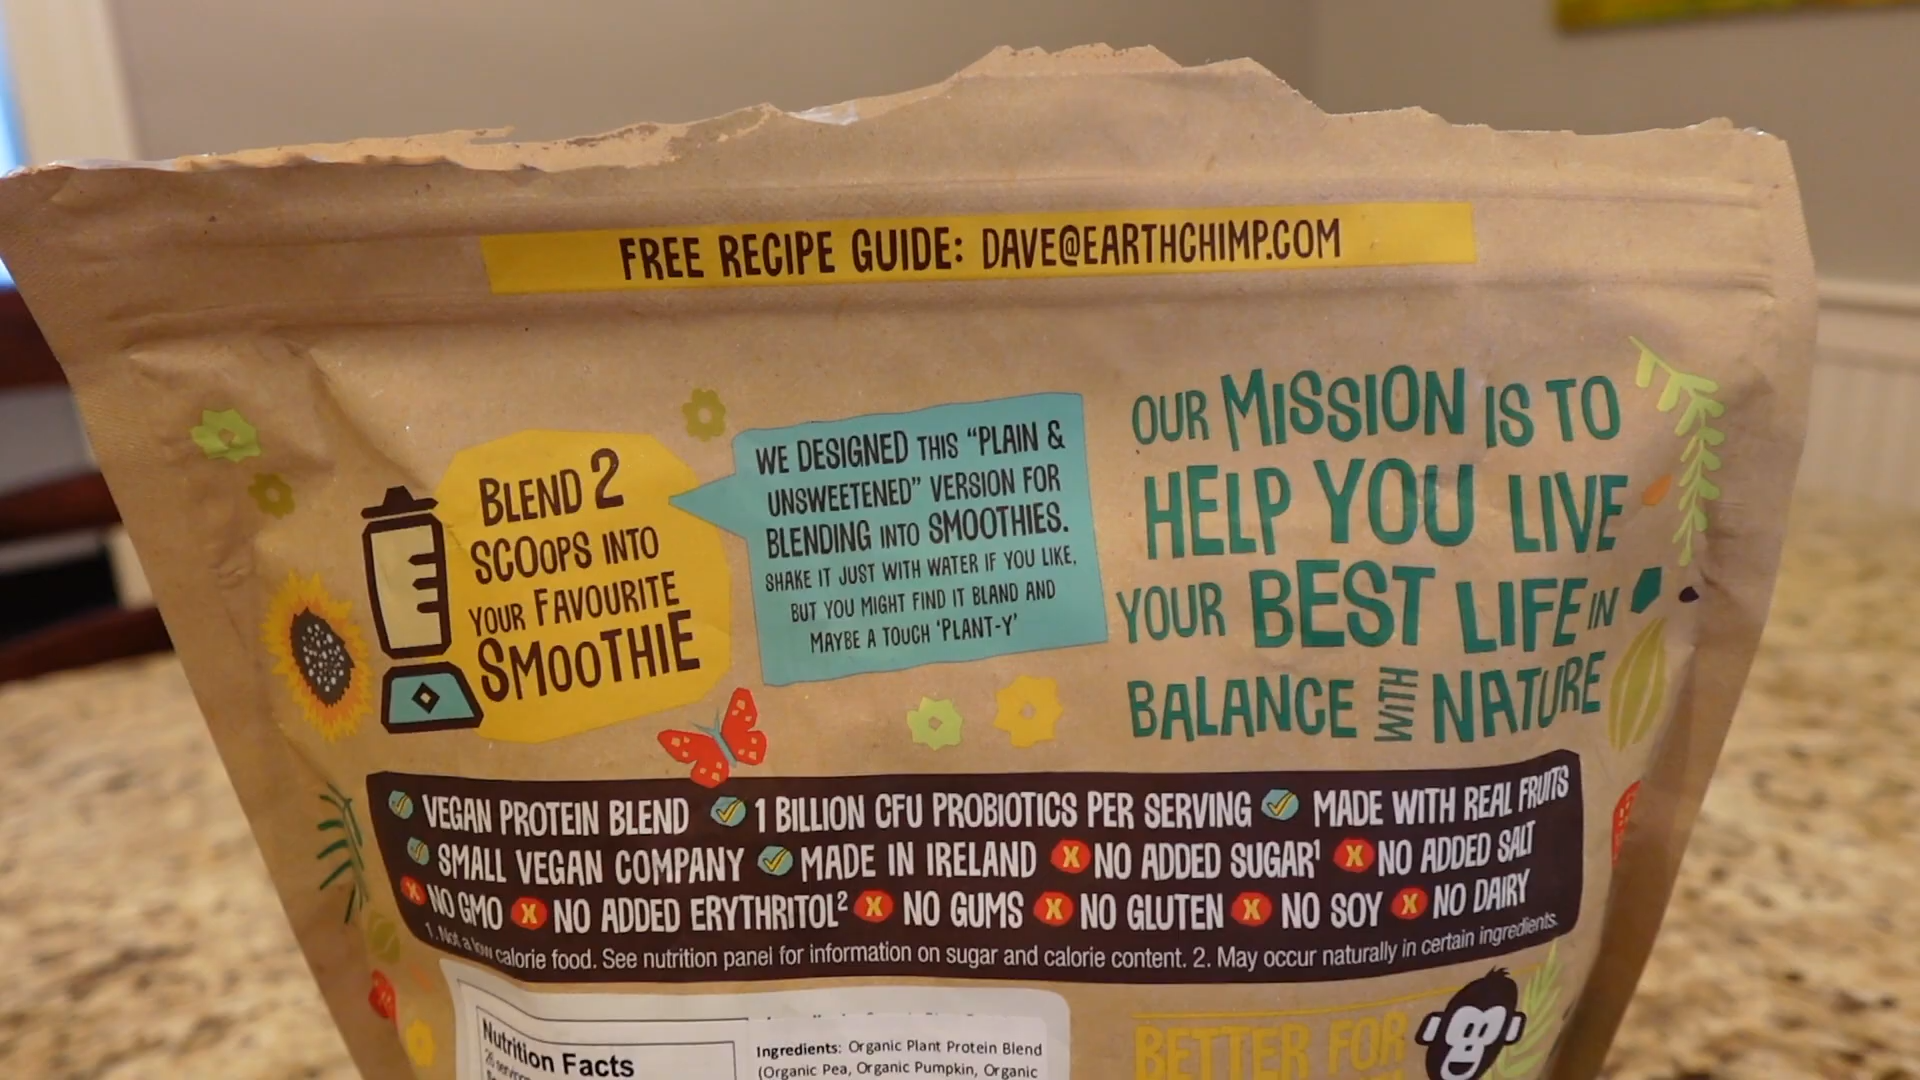 FREE RECIPE GUIDE: DAVE@EARTHCHIMP.COM
BLEND 2
SCOOPS INTO
YOUR FAVOURITE
SMOOTHIE
WE DESIGNED THIS “PLAIN &
UNSWEETENED” VERSION FOR
BLENDING INTO SMOOTHIES.
SHAKE IT JUST WITH WATER IF YOU LIKE,
BUT YOU MIGHT FIND IT BLAND AND
MAYBE A TOUCH ‘PLANT-Y’
OUR MISSION IS TO
HELP YOU LIVE
YOUR BEST LIFE IN
BALANCE WITH NATURE
VEGAN PROTEIN BLEND 1 BILLION CFU PROBIOTICS PER SERVING MADE WITH REAL FRUITS
SMALL VEGAN COMPANY MADE IN IRELAND X NO ADDED SUGAR¹ X NO ADDED SALT
X NO GMO X NO ADDED ERYTHRITOL² X NO GUMS X NO GLUTEN X NO SOY X NO DAIRY
1. Not a low calorie food. See nutrition panel for information on sugar and calorie content. 2. May occur naturally in certain ingredients.
Nutrition Facts
Ingredients: Organic Plant Protein Blend
(Organic Pea, Organic Pumpkin, Organic
BETTER FOR